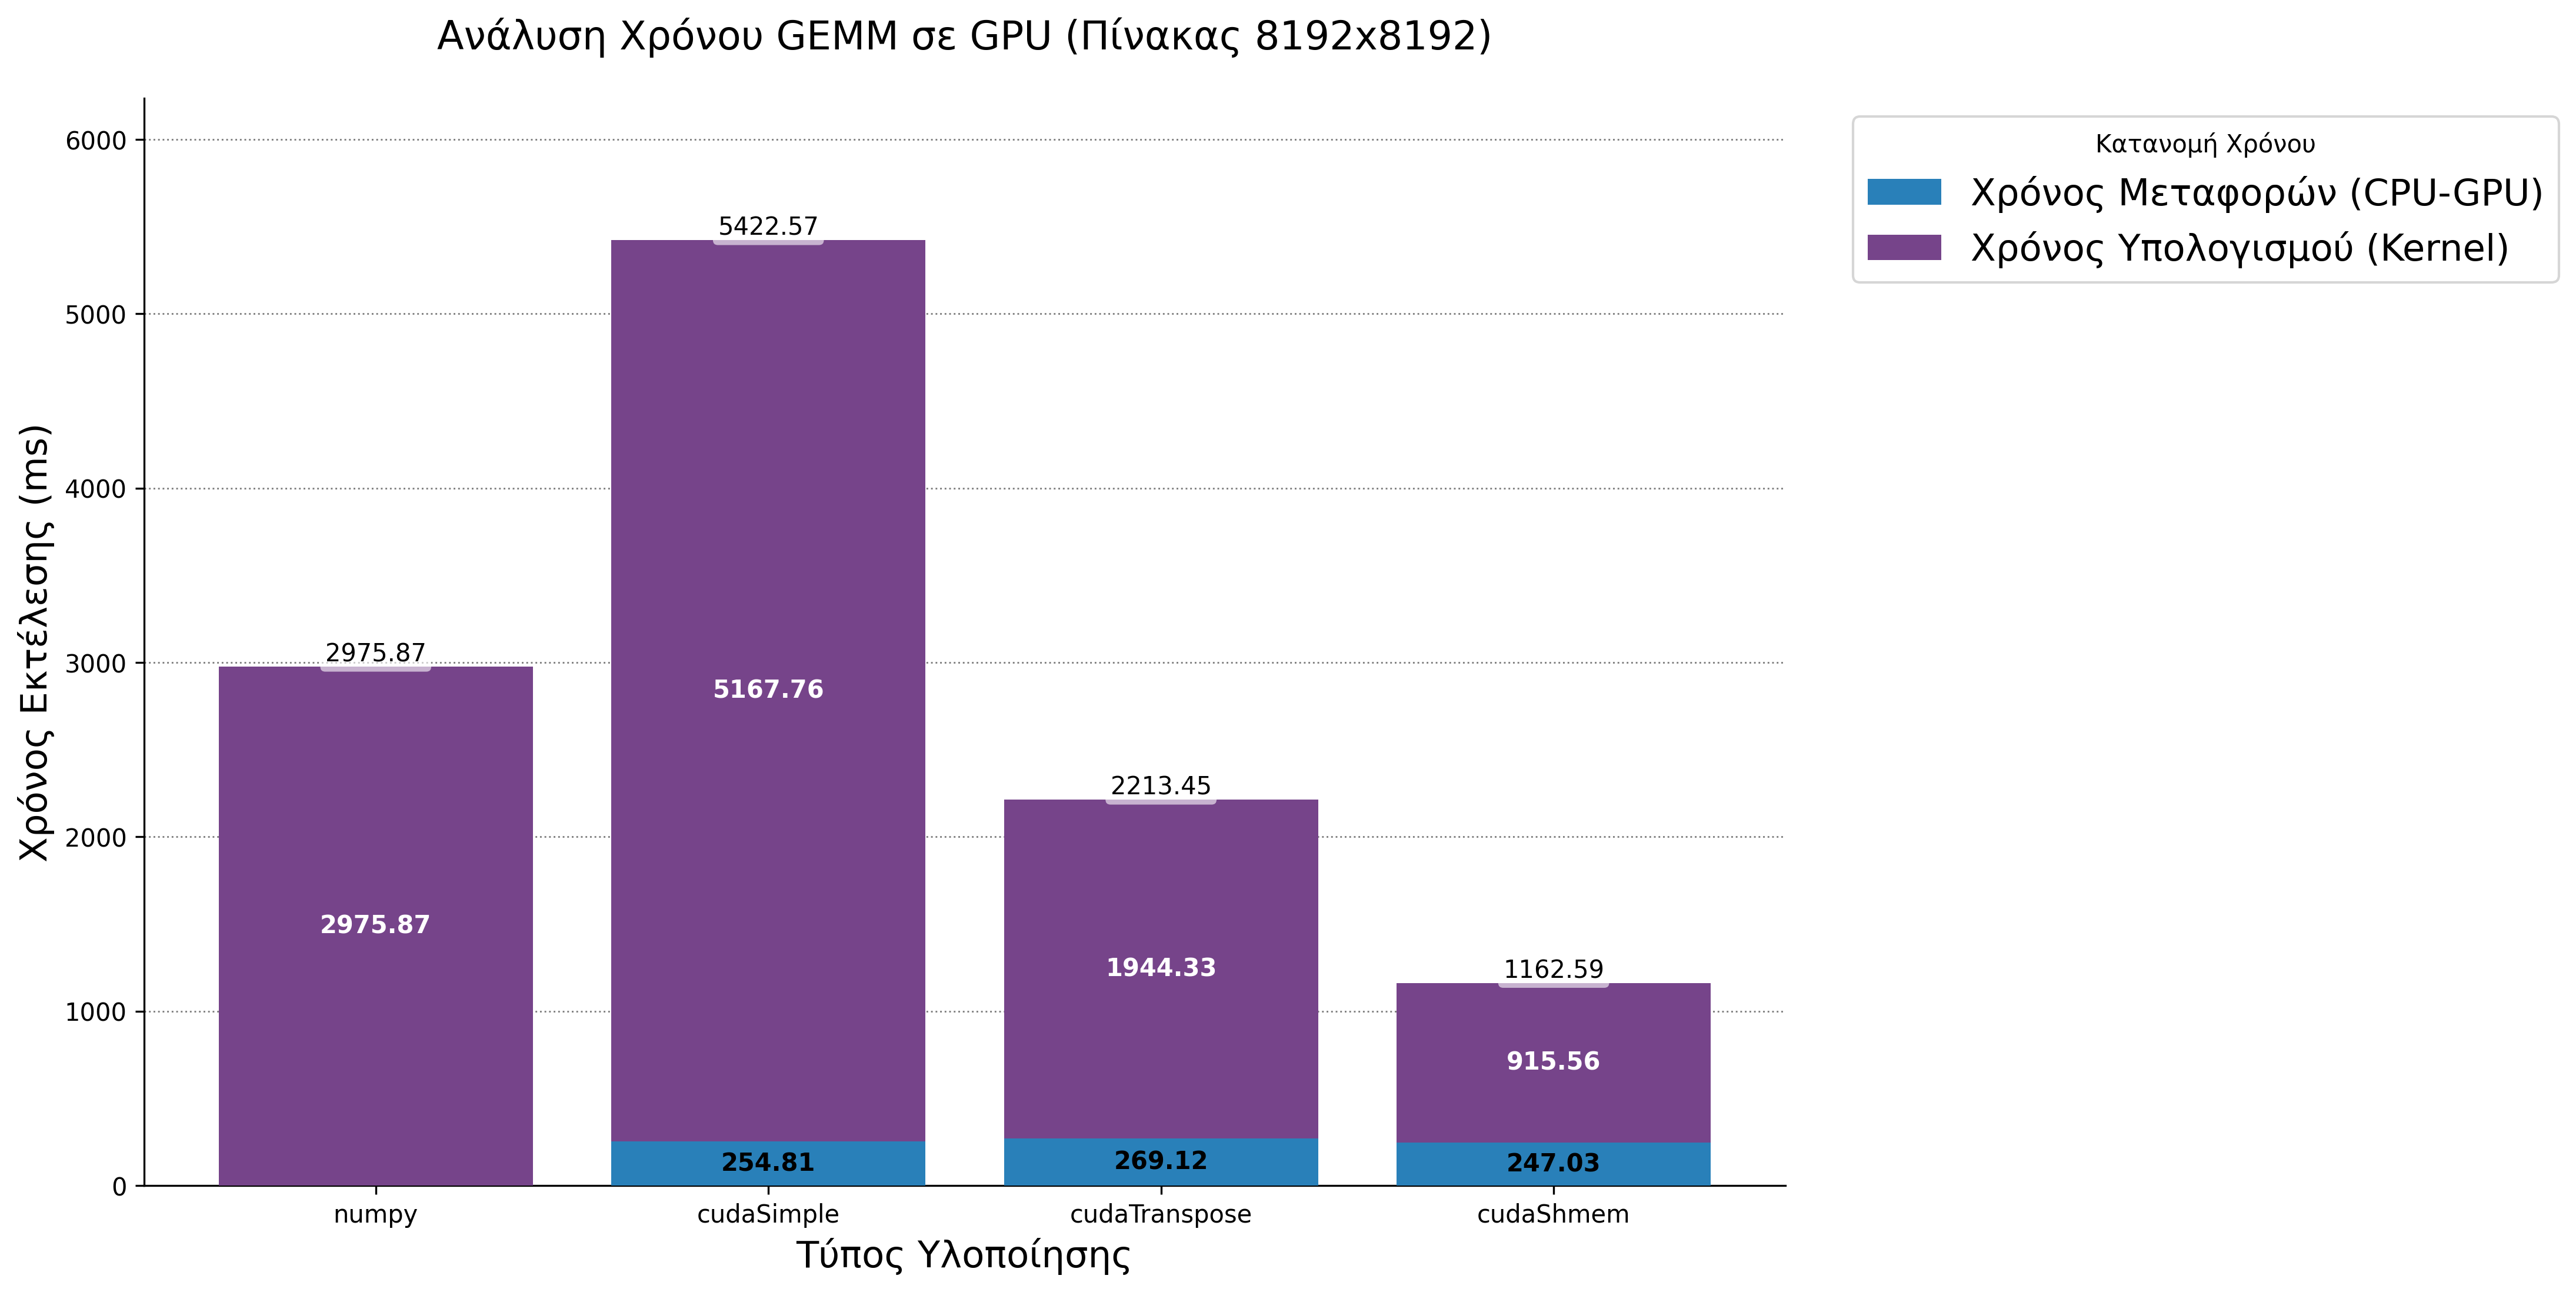 Ανάλυση Χρόνου GEMM σε GPU (Πίνακας 8192x8192)
Κατανομή Χρόνου
Χρόνος Μεταφορών (CPU-GPU)
Χρόνος Υπολογισμού (Kernel)
Χρόνος Εκτέλεσης (ms)
6000
5000
4000
3000
2000
1000
0
2975.87
2975.87
5422.57
5167.76
254.81
2213.45
1944.33
269.12
1162.59
915.56
247.03
numpy
cudaSimple
cudaTranspose
cudaShmem
Τύπος Υλοποίησης